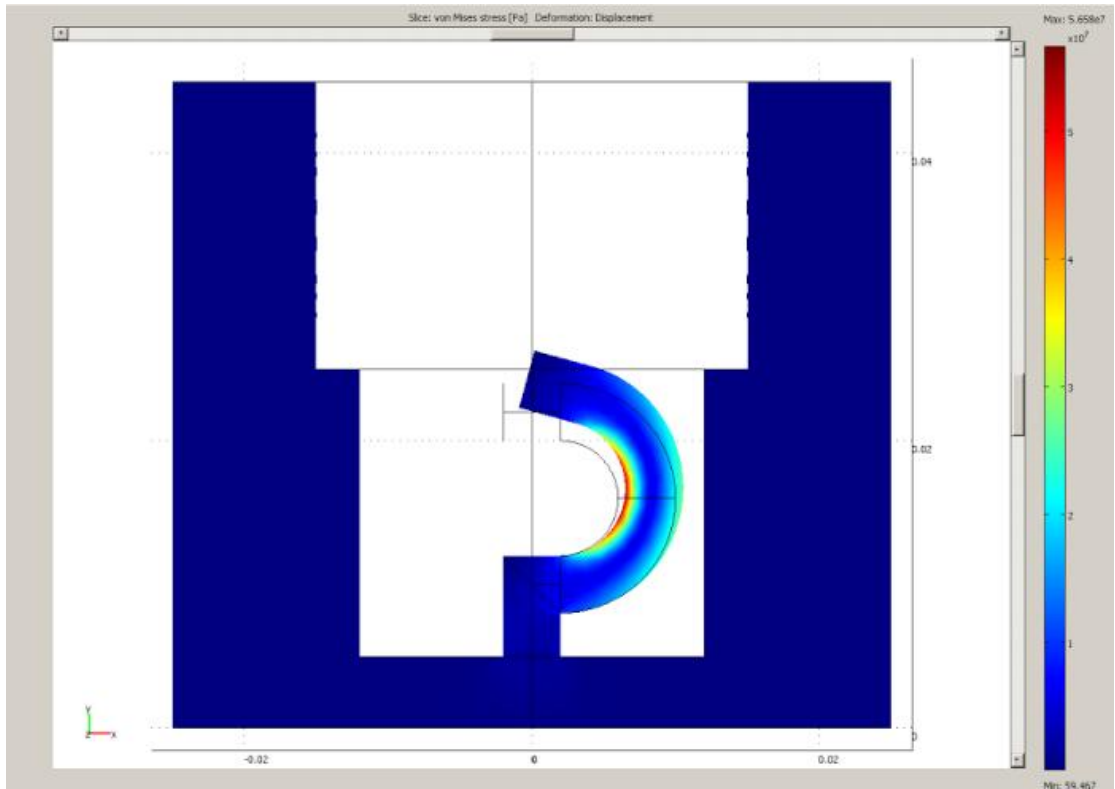 Slice: von Mises stress [Pa] Deformation: Displacement
Max: 5.658e7
x10⁷
5
4
3
2
1
0.04
0.02
0
-0.02
0
0.02
Y
Z
X
Min: 59.467